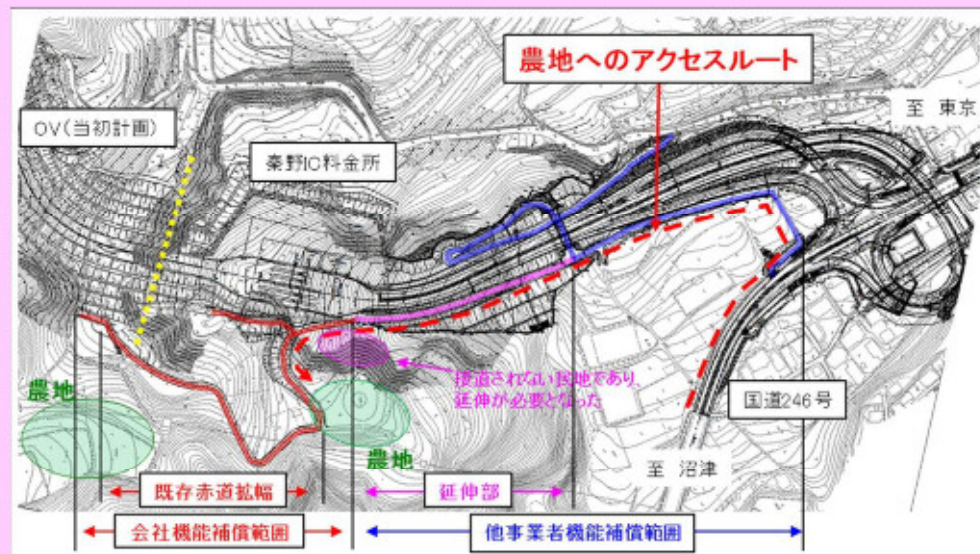 農地へのアクセスルート
至 東京
OV(当初計画)
秦野IC料金所
接道されない民地であり
延伸が必要となった
農地
農地
国道246号
至 沼津
既存赤道拡幅
延伸部
会社機能補償範囲
他事業者機能補償範囲